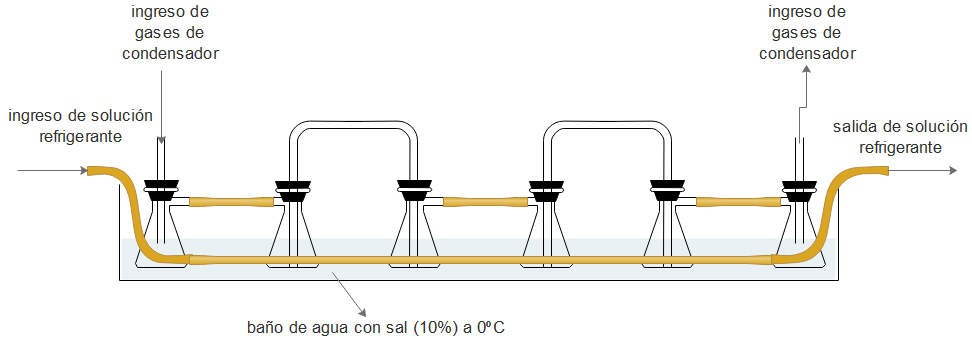 ingreso de
gases de
condensador
ingreso de
gases de
condensador
ingreso de solución
refrigerante
salida de solución
refrigerante
baño de agua con sal (10%) a 0ºC